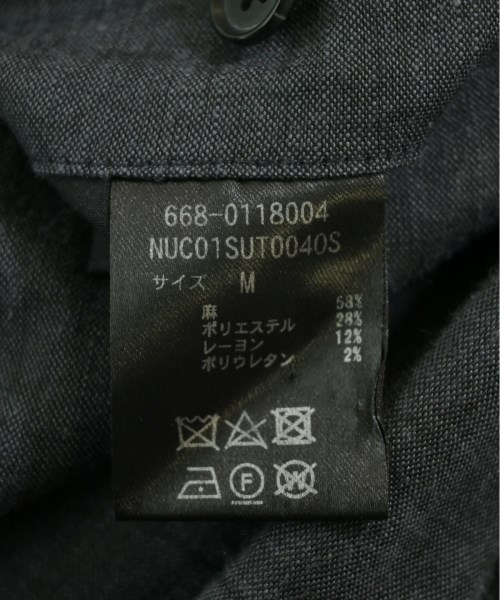 668-0118004
NUC01SUT0040S
サイズ M
麻 58%
ポリエステル 28%
レーヨン 12%
ポリウレタン 2%
F
W